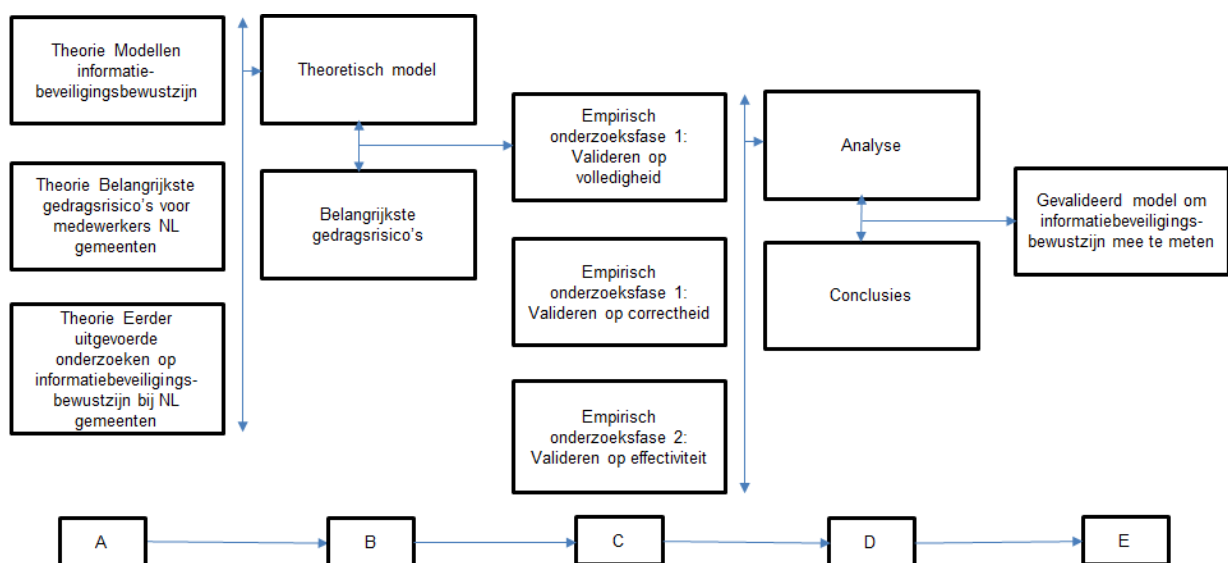 Theorie Modellen
informatie-
beveiligingsbewustzijn
Theorie Belangrijkste
gedragsrisico's voor
medewerkers NL
gemeenten
Theorie Eerder
uitgevoerde
onderzoeken op
informatiebeveiligings-
bewustzijn bij NL
gemeenten
Theoretisch model
Belangrijkste
gedragsrisico's
Empirisch
onderzoeksfase 1:
Valideren op
volledigheid
Empirisch
onderzoeksfase 1:
Valideren op correctheid
Empirisch
onderzoeksfase 2:
Valideren op effectiviteit
Analyse
Conclusies
Gevalideerd model om
informatiebeveiligings-
bewustzijn mee te meten
A
B
C
D
E